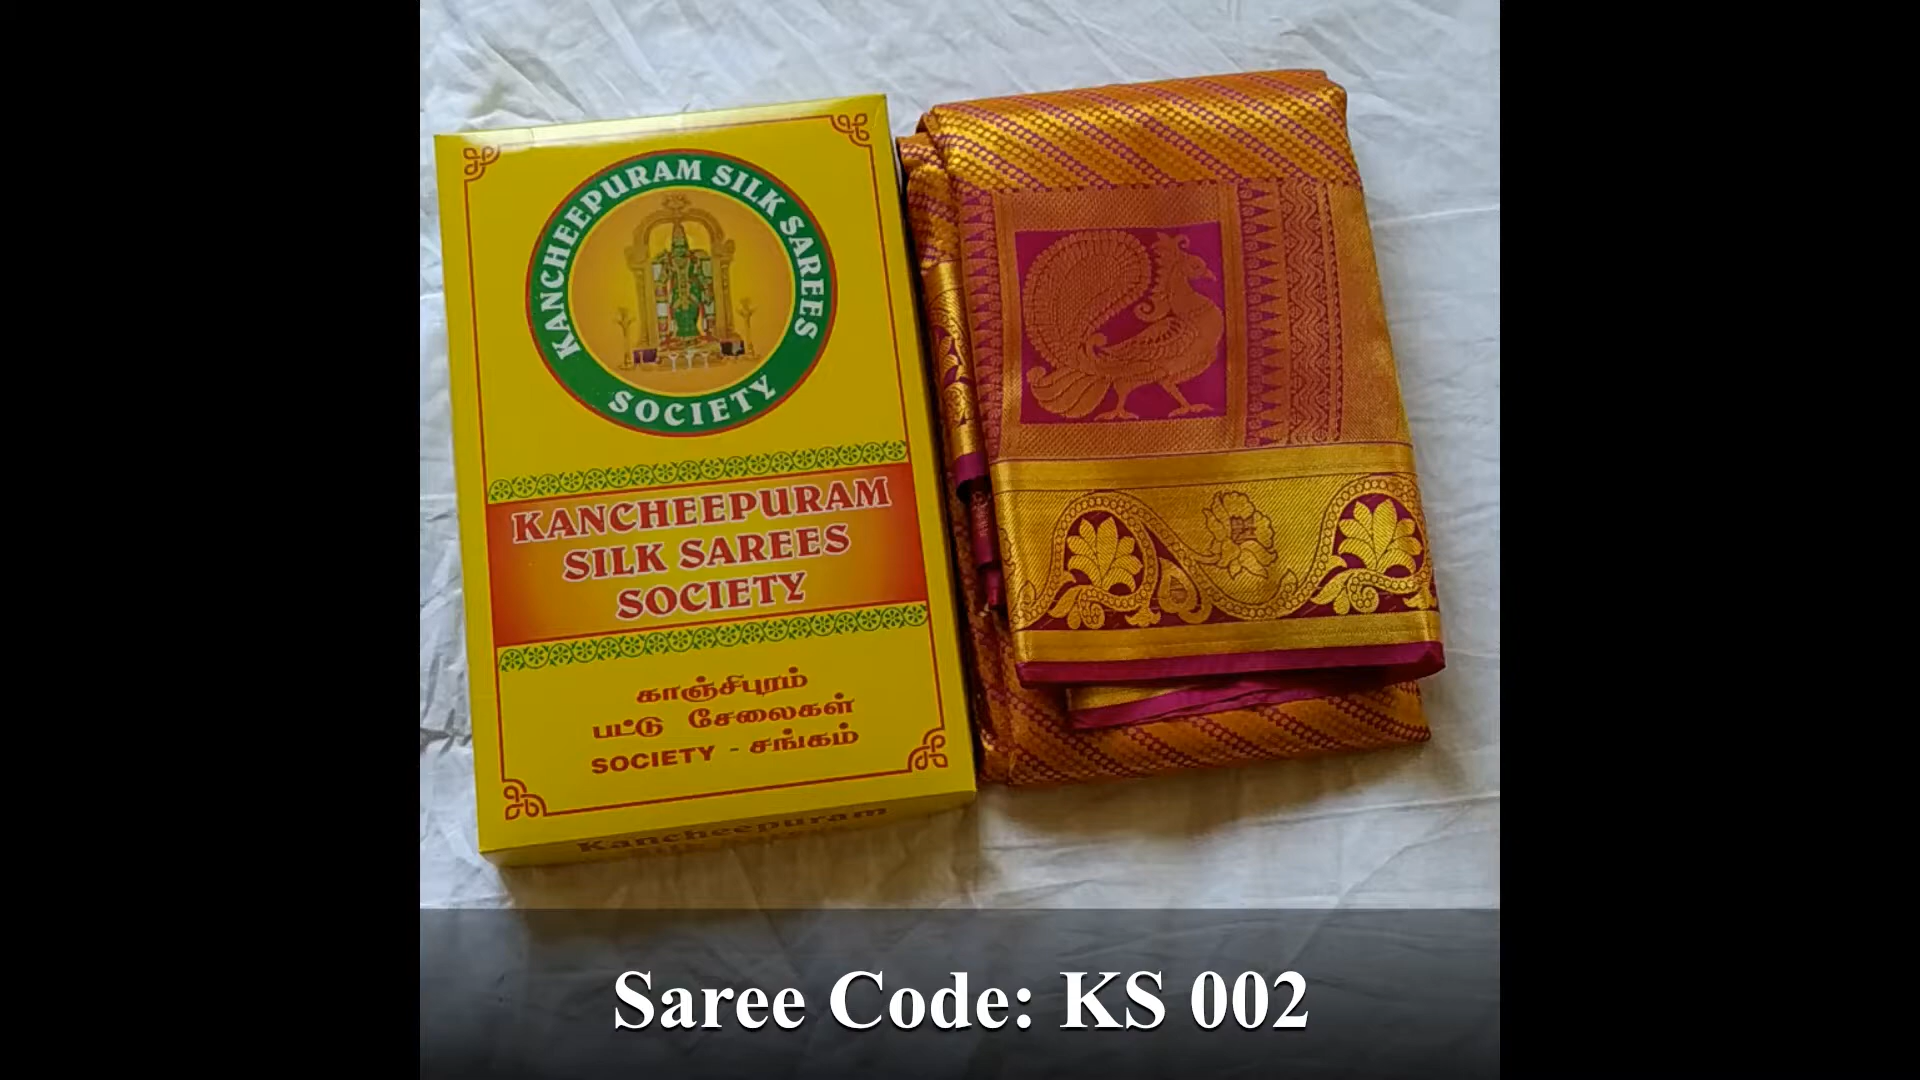 KANCHEEPURAM SILK SAREES
SOCIETY
KANCHEEPURAM
SILK SAREES
SOCIETY
காஞ்சிபுரம்
பட்டு சேலைகள்
SOCIETY - சங்கம்
Kancheepuram
Saree Code: KS 002